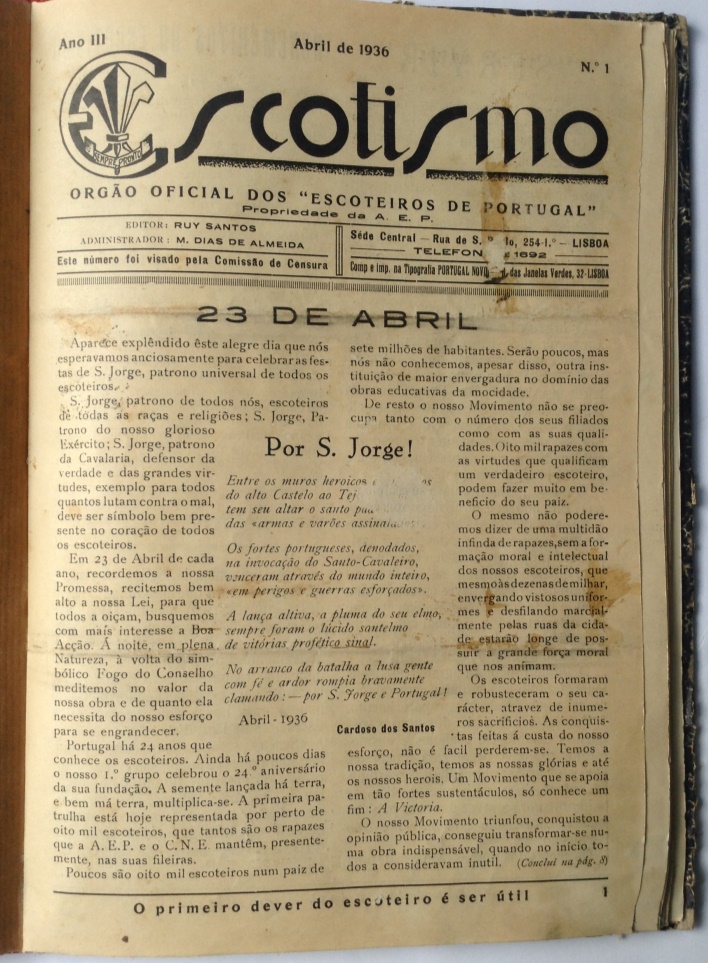 Ano III
Abril de 1936
N.º 1
Escotismo
SEMPRE PRONTO
ORGÃO OFICIAL DOS "ESCOTEIROS DE PORTUGAL"
Propriedade da A. E. P.
EDITOR: RUY SANTOS
ADMINISTRADOR: M. DIAS DE ALMEIDA
Este número foi visado pela Comissão de Censura
Séde Central — Rua de S. 254-1.º — LISBOA
TELEFON 1692
Comp e imp. na Tipografia PORTUGAL NOVO das Janelas Verdes, 32-LISBOA
23 DE ABRIL
Aparece explêndido êste alegre dia que nós
esperavamos anciosamente para celebrar as fes-
tas de S. Jorge, patrono universal de todos os
escoteiros.
S. Jorge, patrono de todos nós, escoteiros
de todas as raças e religiões; S. Jorge, Pa-
trono do nosso glorioso
Exército; S. Jorge, patrono
da Cavalaria, defensor da
verdade e das grandes vir-
tudes, exemplo para todos
quantos lutam contra o mal,
deve ser símbolo bem pre-
sente no coração de todos
os escoteiros.
Em 23 de Abril de cada
ano, recordemos a nossa
Promessa, recitemos bem
alto a nossa Lei, para que
todos a oiçam, busquemos
com mais interesse a Boa
Acção. Á noite, em plena
Natureza, à volta do sim-
bólico Fogo do Conselho
meditemos no valor da
nossa obra e de quanto ela
necessita do nosso esforço
para se engrandecer.
Portugal há 24 anos que
conhece os escoteiros. Ainda há poucos dias
o nosso 1.º grupo celebrou o 24.º aniversário
da sua fundação. A semente lançada há terra,
e bem má terra, multiplica-se. A primeira pa-
trulha está hoje representada por perto de
oito mil escoteiros, que tantos são os rapazes
que a A. E. P. e o C. N. E mantêm, presente-
mente, nas suas fileiras.
Poucos são oito mil escoteiros num paiz de
Por S. Jorge!
Entre os muros heroicos
do alto Castelo ao Tej
tem seu altar o santo
das «armas e varões
Os fortes portugueses, denodados,
na invocação do Santo-Cavaleiro,
venceram através do mundo inteiro,
«em perigos e guerras esforçados».
A lança altiva, a pluma do seu elmo,
sempre foram o lúcido santelmo
de vitórias profético sinal.
No arranco da batalha a lusa gente
com fé e ardor rompia bravamente
clamando: — por S. Jorge e Portugal!
Abril - 1936
Cardoso dos Santos
sete milhões de habitantes. Serão poucos, mas
nós não conhecemos, apesar disso, outra ins-
tituição de maior envergadura no domínio das
obras educativas da mocidade.
De resto o nosso Movimento não se preo-
cupa tanto com o número dos seus filiados
como com as suas quali-
dades. Oito mil rapazes com
as virtudes que qualificam
um verdadeiro escoteiro,
podem fazer muito em be-
nefício do seu paiz.
O mesmo não podere-
mos dizer de uma multidão
infinda de rapazes, sem a for-
mação moral e intelectual
dos nossos escoteiros, que
mesmo às dezenas de milhar,
envergando vistosos unifor-
mes e desfilando marcial-
mente pelas ruas da cida-
de estarão longe de pos-
suir a grande força moral
que nos animam.
Os escoteiros formaram
e robusteceram o seu ca-
rácter, atravez de inume-
ros sacrificios. As conquis-
tas feitas á custa do nosso
esforço, não é facil perderem-se. Temos a
nossa tradição, temos as nossas glórias e até
os nossos herois. Um Movimento que se apoia
em tão fortes sustentáculos, só conhece um
fim: A Victoria.
O nosso Movimento triunfou, conquistou a
opinião pública, conseguiu transformar-se nu-
ma obra indispensável, quando no início to-
dos a consideravam inutil. (Conclui na pág. 8)
O primeiro dever do escoteiro é ser útil
1